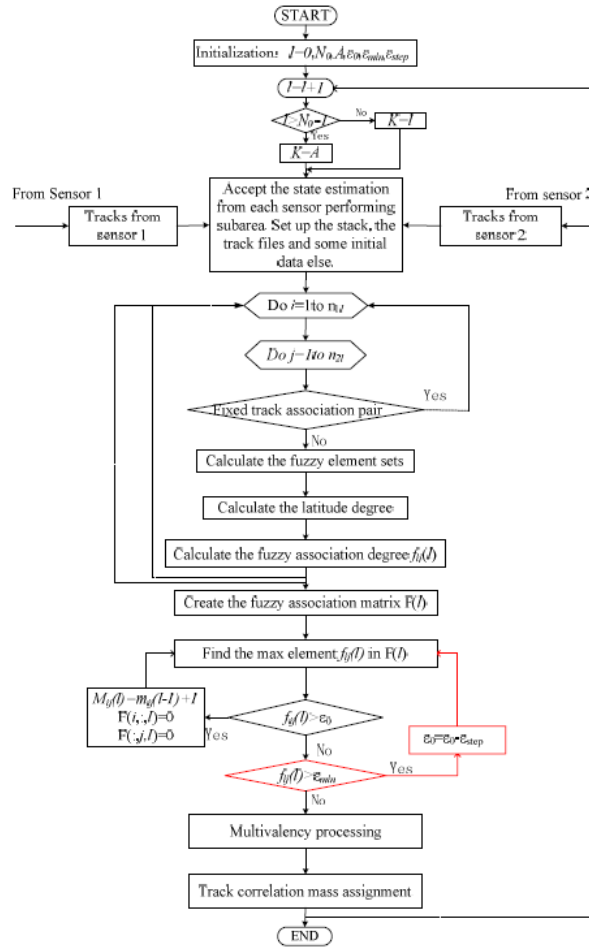 START
Initializations l=0,N₀,A,ε₀,εmin,εstep
l=l+1
l>N₀-1
No
K=l
Yes
K=A
From Sensor 1
Tracks from
sensor 1
Accept the state estimation
from each sensor performing
subarea. Set up the stack, the
track files and some initial
data else.
From sensor 2
Tracks from
sensor 2
Do i=1 to n₁l
Do j=1 to n₂l
Fixed track association pair
Yes
No
Calculate the fuzzy element sets
Calculate the latitude degree
Calculate the fuzzy association degree fij(l)
Create the fuzzy association matrix F(l)
Find the max element fij(l) in F(l)
Mij(l)=mij(l-1)+1
F(i,:,l)=0
F(:,j,l)=0
Yes
fij(l)>ε₀
No
ε₀=ε₀-εstep
fij(l)>εmin
Yes
No
Multivalency processing
Track correlation mass assignment
END